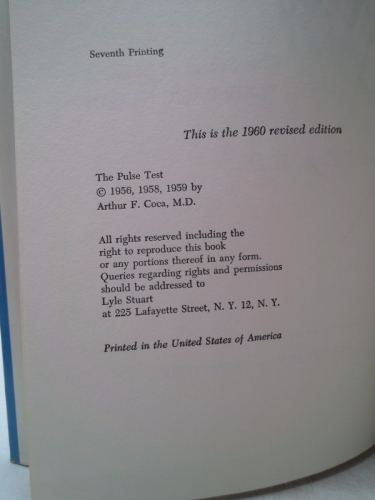 Seventh Printing
This is the 1960 revised edition
The Pulse Test
© 1956, 1958, 1959 by
Arthur F. Coca, M.D.
All rights reserved including the
right to reproduce this book
or any portions thereof in any form.
Queries regarding rights and permissions
should be addressed to
Lyle Stuart
at 225 Lafayette Street, N. Y. 12, N. Y.
Printed in the United States of America